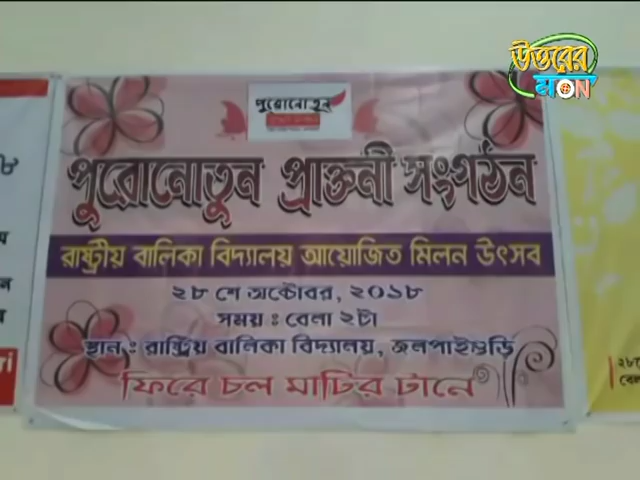 উত্তরের
মন
পুরোনোতুন
পুরোনোতুন প্রাক্তনী সংগঠন
রাষ্ট্রীয় বালিকা বিদ্যালয় আয়োজিত মিলন উৎসব
২৮ শে অক্টোবর, ২০১৮
সময় : বেলা ২টা
স্থান : রাষ্ট্রিয় বালিকা বিদ্যালয়, জলপাইগুড়ি
ফিরে চল মাটির টানে